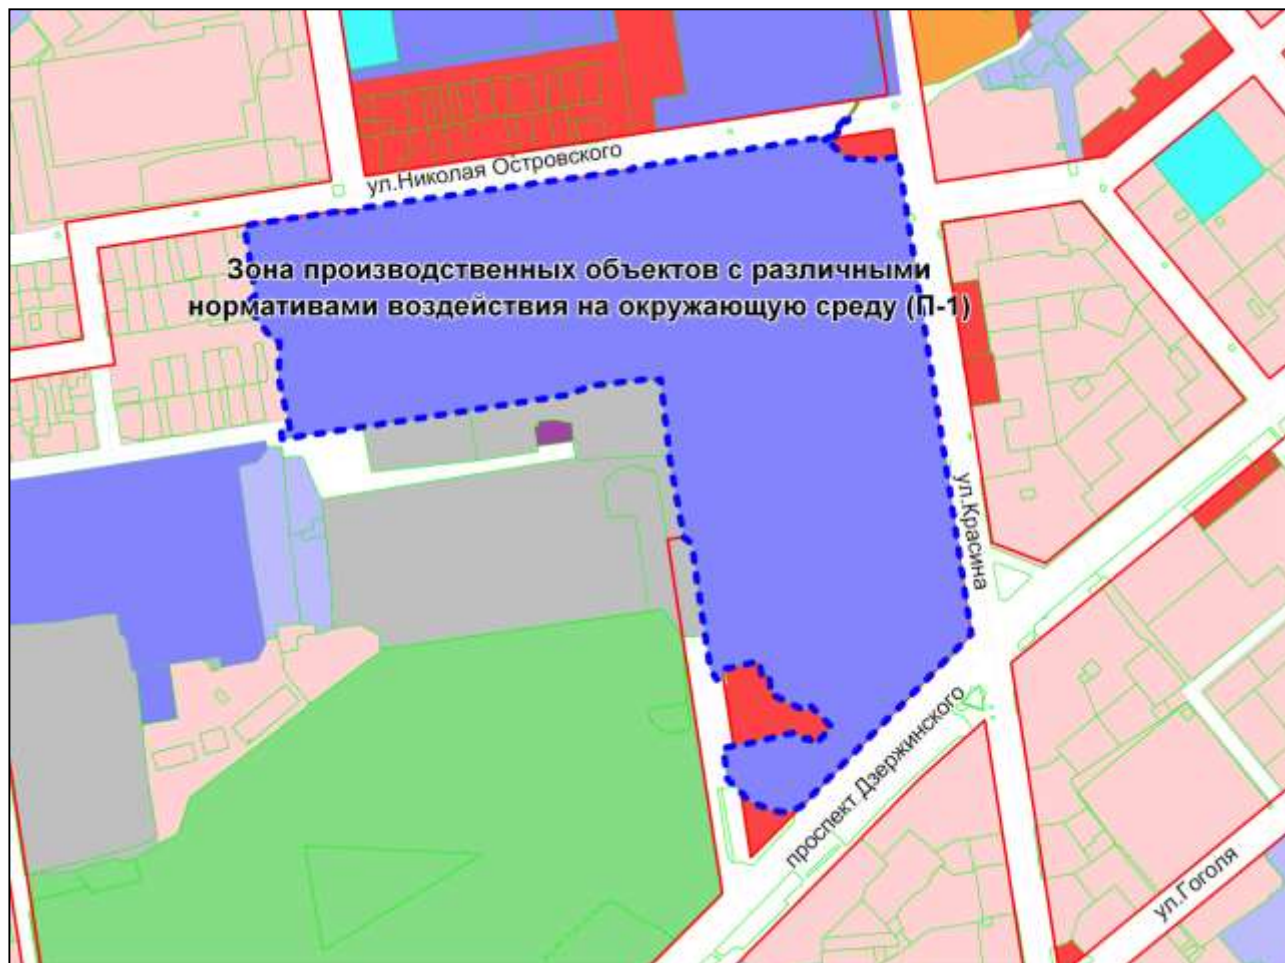 ул.Николая Островского
Зона производственных объектов с различными
нормативами воздействия на окружающую среду (П-1)
ул.Красина
проспект Дзержинского
ул.Гоголя